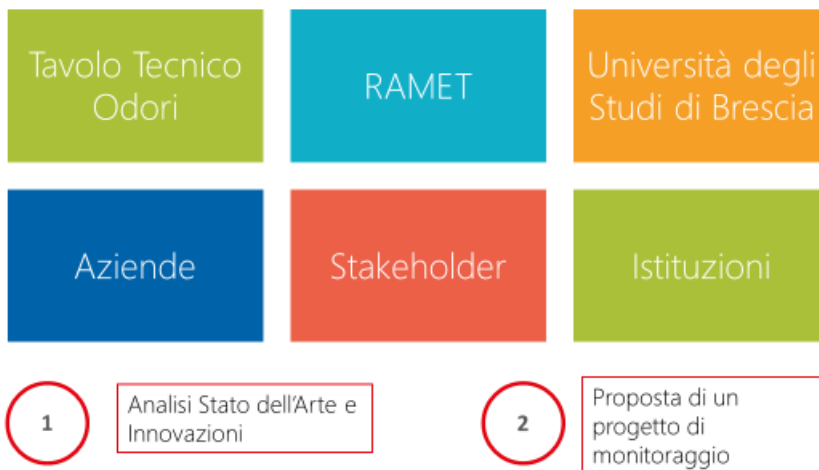 Tavolo Tecnico
Odori
RAMET
Università degli
Studi di Brescia
Aziende
Stakeholder
Istituzioni
1
Analisi Stato dell'Arte e
Innovazioni
2
Proposta di un
progetto di
monitoraggio